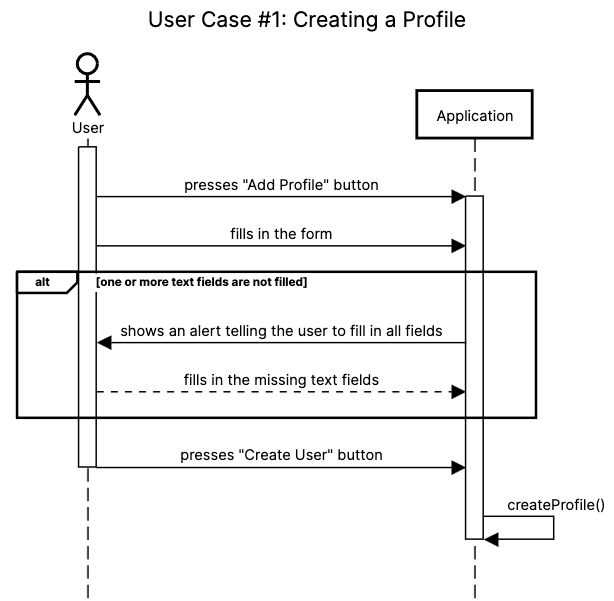 User Case #1: Creating a Profile
User
Application
presses "Add Profile" button
fills in the form
alt
[one or more text fields are not filled]
shows an alert telling the user to fill in all fields
fills in the missing text fields
presses "Create User" button
createProfile()